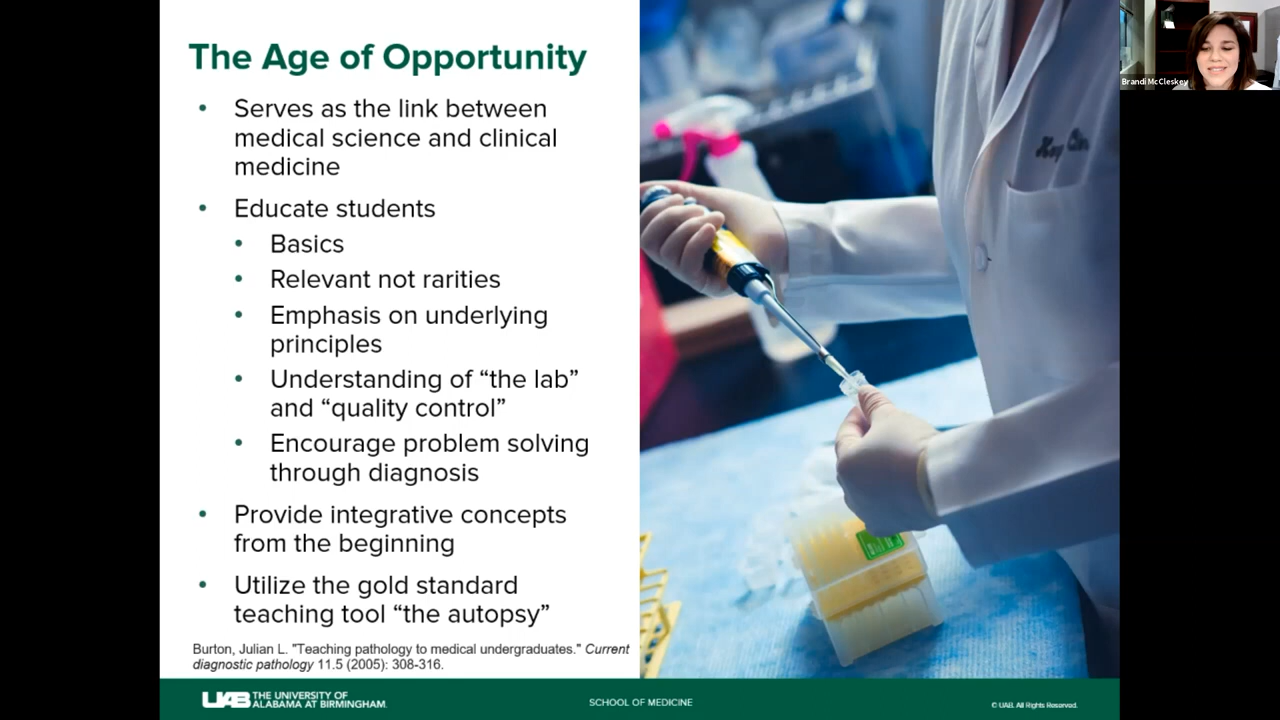 The Age of Opportunity
• Serves as the link between
medical science and clinical
medicine
• Educate students
• Basics
• Relevant not rarities
• Emphasis on underlying
principles
• Understanding of “the lab”
and “quality control”
• Encourage problem solving
through diagnosis
• Provide integrative concepts
from the beginning
• Utilize the gold standard
teaching tool “the autopsy”
Burton, Julian L. "Teaching pathology to medical undergraduates." Current
diagnostic pathology 11.5 (2005): 308-316.
UAB THE UNIVERSITY OF
ALABAMA AT BIRMINGHAM.
SCHOOL OF MEDICINE
© UAB. All Rights Reserved.
Brandi McCleskey